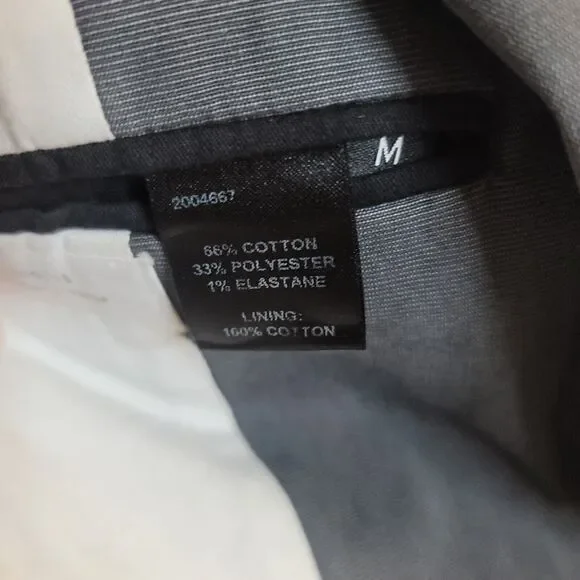 M
2004667
66% COTTON
33% POLYESTER
1% ELASTANE
LINING:
100% COTTON